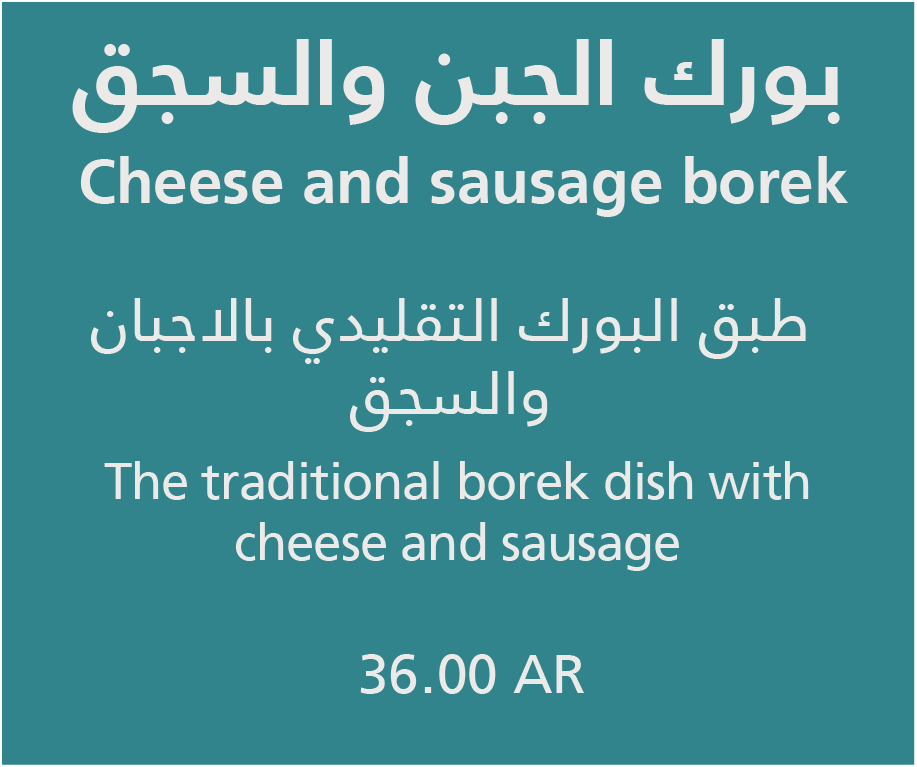 بورك الجبن والسجق
Cheese and sausage borek
طبق البورك التقليدي بالاجبان
والسجق
The traditional borek dish with
cheese and sausage
36.00 AR